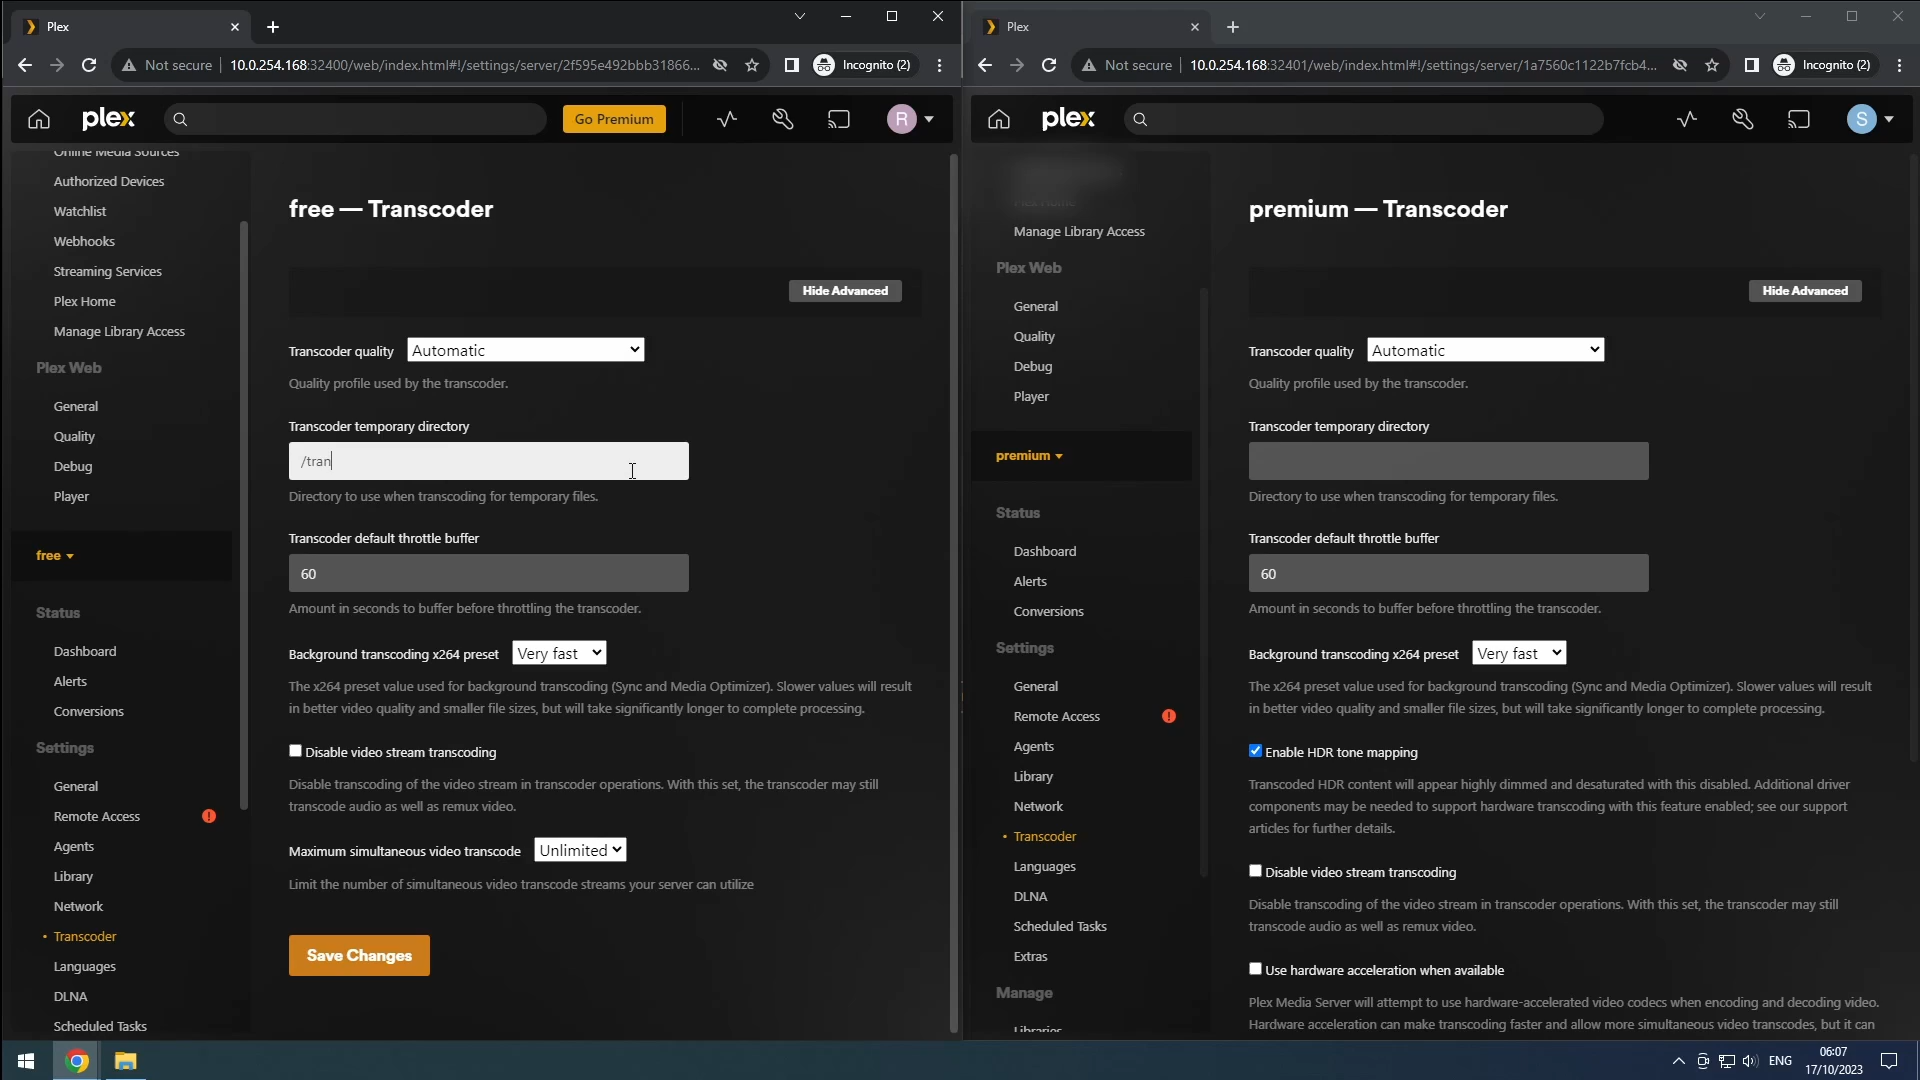 Plex
Not secure
10.0.254.168:32400/web/index.html#!/settings/server/2f595e492bbb31866...
Incognito (2)
plex
Go Premium
R
Online Media Sources
Authorized Devices
Watchlist
Webhooks
Streaming Services
Plex Home
Manage Library Access
Plex Web
General
Quality
Debug
Player
free
Status
Dashboard
Alerts
Conversions
Settings
General
Remote Access
!
Agents
Library
Network
• Transcoder
Languages
DLNA
Scheduled Tasks
free — Transcoder
Hide Advanced
Transcoder quality Automatic
Quality profile used by the transcoder.
Transcoder temporary directory
/tran
Directory to use when transcoding for temporary files.
Transcoder default throttle buffer
60
Amount in seconds to buffer before throttling the transcoder.
Background transcoding x264 preset Very fast
The x264 preset value used for background transcoding (Sync and Media Optimizer). Slower values will result
in better video quality and smaller file sizes, but will take significantly longer to complete processing.
Disable video stream transcoding
Disable transcoding of the video stream in transcoder operations. With this set, the transcoder may still
transcode audio as well as remux video.
Maximum simultaneous video transcode Unlimited
Limit the number of simultaneous video transcode streams your server can utilize
Save Changes
Plex
Not secure
10.0.254.168:32401/web/index.html#!/settings/server/1a7560c1122b7fcb4...
Incognito (2)
plex
S
Plex Home
Manage Library Access
Plex Web
General
Quality
Debug
Player
premium
Status
Dashboard
Alerts
Conversions
Settings
General
Remote Access
!
Agents
Library
Network
• Transcoder
Languages
DLNA
Scheduled Tasks
Extras
Manage
Libraries
premium — Transcoder
Hide Advanced
Transcoder quality Automatic
Quality profile used by the transcoder.
Transcoder temporary directory
Directory to use when transcoding for temporary files.
Transcoder default throttle buffer
60
Amount in seconds to buffer before throttling the transcoder.
Background transcoding x264 preset Very fast
The x264 preset value used for background transcoding (Sync and Media Optimizer). Slower values will result
in better video quality and smaller file sizes, but will take significantly longer to complete processing.
Enable HDR tone mapping
Transcoded HDR content will appear highly dimmed and desaturated with this disabled. Additional driver
components may be needed to support hardware transcoding with this feature enabled; see our support
articles for further details.
Disable video stream transcoding
Disable transcoding of the video stream in transcoder operations. With this set, the transcoder may still
transcode audio as well as remux video.
Use hardware acceleration when available
Plex Media Server will attempt to use hardware-accelerated video codecs when encoding and decoding video.
Hardware acceleration can make transcoding faster and allow more simultaneous video transcodes, but it can
ENG
06:07
17/10/2023